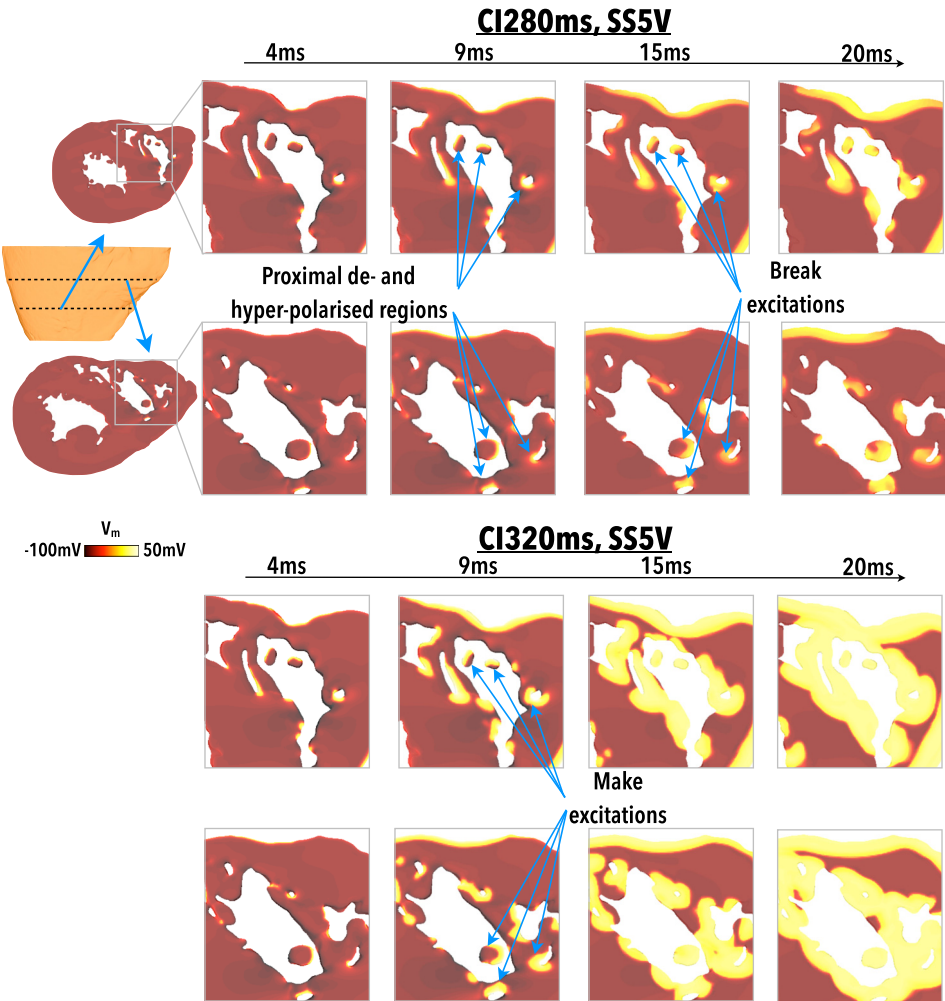 CI280ms, SS5V
4ms 9ms 15ms 20ms
Proximal de- and
hyper-polarised regions
Break
excitations
Vm
-100mV 50mV
CI320ms, SS5V
4ms 9ms 15ms 20ms
Make
excitations